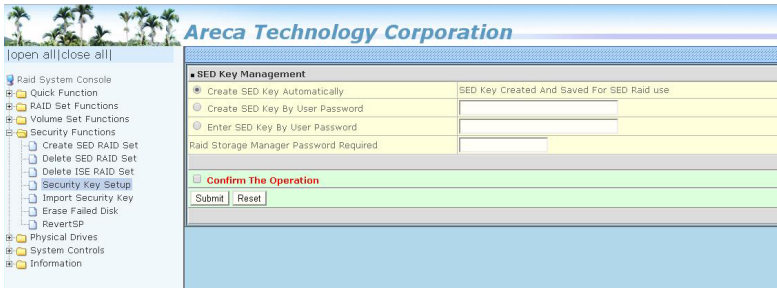 Areca Technology Corporation
|open all|close all|
Raid System Console
Quick Function
RAID Set Functions
Volume Set Functions
Security Functions
Create SED RAID Set
Delete SED RAID Set
Delete ISE RAID Set
Security Key Setup
Import Security Key
Erase Failed Disk
RevertSP
Physical Drives
System Controls
Information
SED Key Management
Create SED Key Automatically SED Key Created And Saved For SED Raid use
Create SED Key By User Password
Enter SED Key By User Password
Raid Storage Manager Password Required
Confirm The Operation
Submit Reset